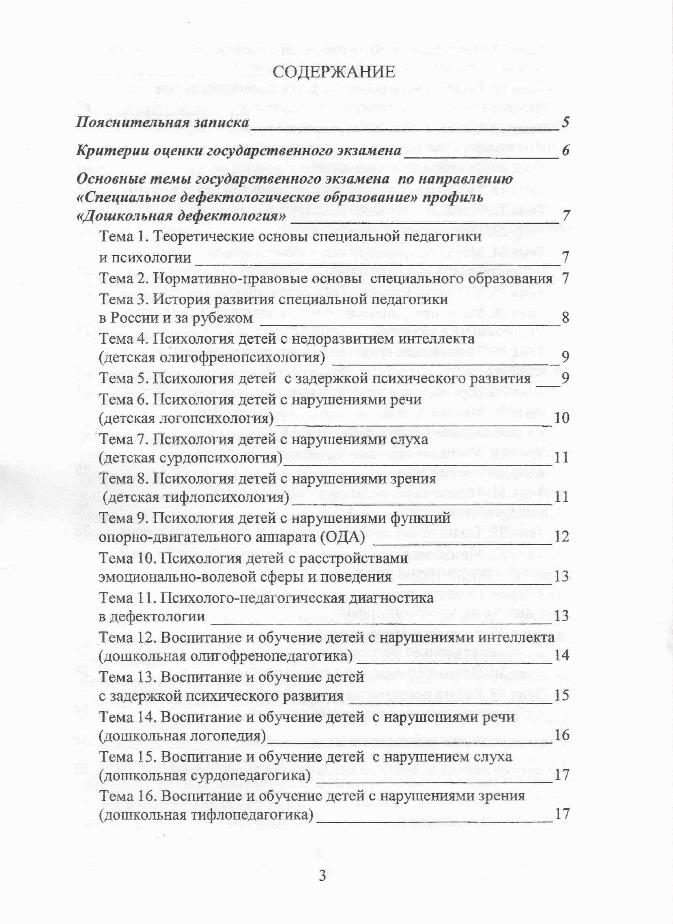 СОДЕРЖАНИЕ
Пояснительная записка 5
Критерии оценки государственного экзамена 6
Основные темы государственного экзамена по направлению
«Специальное дефектологическое образование» профиль
«Дошкольная дефектология» 7
Тема 1. Теоретические основы специальной педагогики
и психологии 7
Тема 2. Нормативно-правовые основы специального образования 7
Тема 3. История развития специальной педагогики
в России и за рубежом 8
Тема 4. Психология детей с недоразвитием интеллекта
(детская олигофренопсихология) 9
Тема 5. Психология детей с задержкой психического развития 9
Тема 6. Психология детей с нарушениями речи
(детская логопсихология) 10
Тема 7. Психология детей с нарушениями слуха
(детская сурдопсихология) 11
Тема 8. Психология детей с нарушениями зрения
(детская тифлопсихология) 11
Тема 9. Психология детей с нарушениями функций
опорно-двигательного аппарата (ОДА) 12
Тема 10. Психология детей с расстройствами
эмоционально-волевой сферы и поведения 13
Тема 11. Психолого-педагогическая диагностика
в дефектологии 13
Тема 12. Воспитание и обучение детей с нарушениями интеллекта
(дошкольная олигофренопедагогика) 14
Тема 13. Воспитание и обучение детей
с задержкой психического развития 15
Тема 14. Воспитание и обучение детей с нарушениями речи
(дошкольная логопедия) 16
Тема 15. Воспитание и обучение детей с нарушением слуха
(дошкольная сурдопедагогика) 17
Тема 16. Воспитание и обучение детей с нарушениями зрения
(дошкольная тифлопедагогика) 17
3